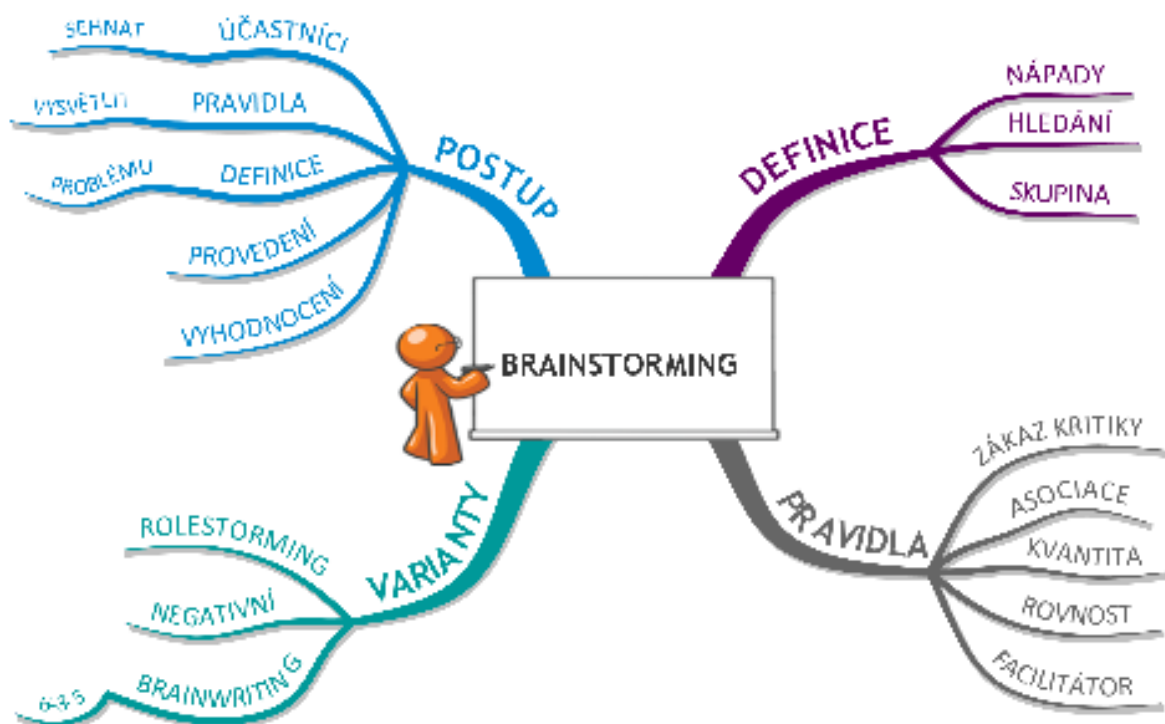 BRAINSTORMING
DEFINICE
NÁPADY
HLEDÁNÍ
SKUPINA
PRAVIDLA
ZÁKAZ KRITIKY
ASOCIACE
KVANTITA
ROVNOST
FACILITÁTOR
VARIANTY
ROLESTORMING
NEGATIVNÍ
BRAINWRITING
6-3-5
POSTUP
ÚČASTNÍCI
SEHNAT
PRAVIDLA
VYSVĚTLIT
DEFINICE
PROBLÉMU
PROVEDENÍ
VYHODNOCENÍ